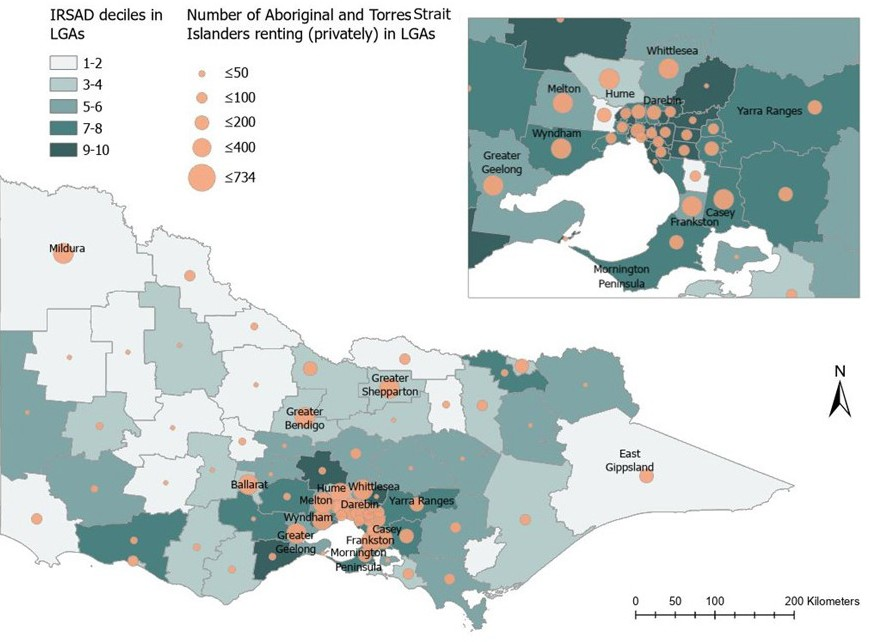 IRSAD deciles in
LGAs
1-2
3-4
5-6
7-8
9-10
Number of Aboriginal and Torres Strait
Islanders renting (privately) in LGAs
≤50
≤100
≤200
≤400
≤734
Whittlesea
Hume
Melton
Darebin
Yarra Ranges
Wyndham
Greater
Geelong
Casey
Frankston
Mornington
Peninsula
Mildura
Greater
Shepparton
Greater
Bendigo
East
Gippsland
Ballarat
Hume Whittlesea
Melton
Darebin
Yarra Ranges
Wyndham
Casey
Greater
Geelong
Frankston
Mornington
Peninsula
N
0 50 100 200 Kilometers